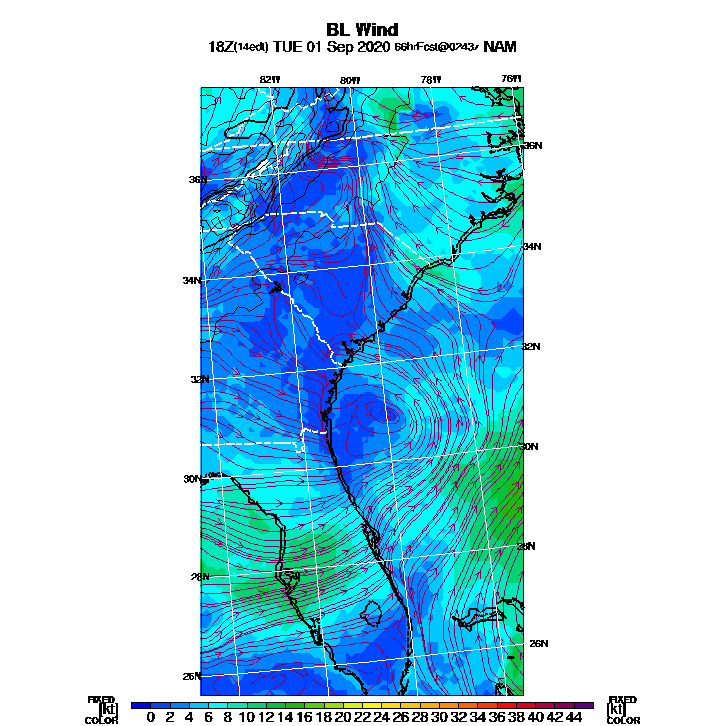 BL Wind
18Z(14edt) TUE 01 Sep 2020 66hrFcst@0243z NAM
82W 80W 78W 76W
36N
36N
34N
34N
32N
32N
30N
30N
28N
28N
26N
26N
FIXED FIXED
[kt] 0 2 4 6 8 10 12 14 16 18 20 22 24 26 28 30 32 34 36 38 40 42 44 [kt]
COLOR COLOR